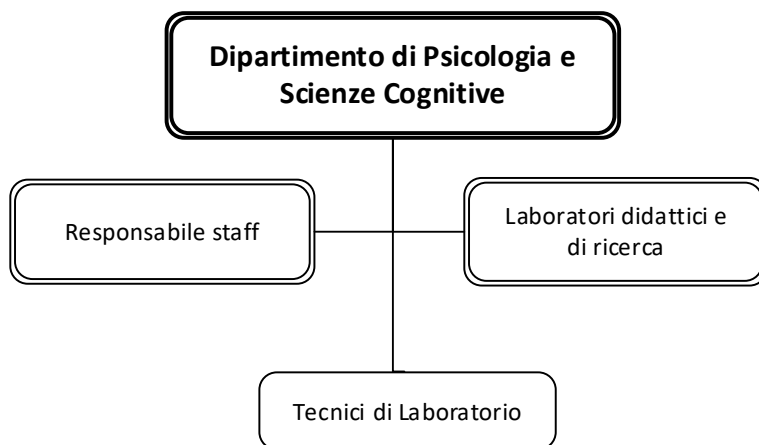 Dipartimento di Psicologia e
Scienze Cognitive
Responsabile staff
Laboratori didattici e
di ricerca
Tecnici di Laboratorio